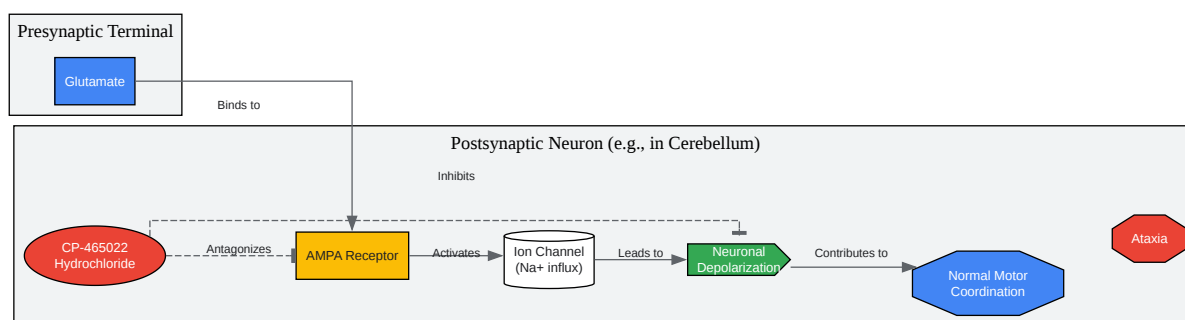 Presynaptic Terminal
Glutamate
Binds to
Postsynaptic Neuron (e.g., in Cerebellum)
Inhibits
CP-465022
Hydrochloride
Antagonizes
AMPA Receptor
Activates
Ion Channel
(Na+ influx)
Leads to
Neuronal
Depolarization
Contributes to
Normal Motor
Coordination
Ataxia